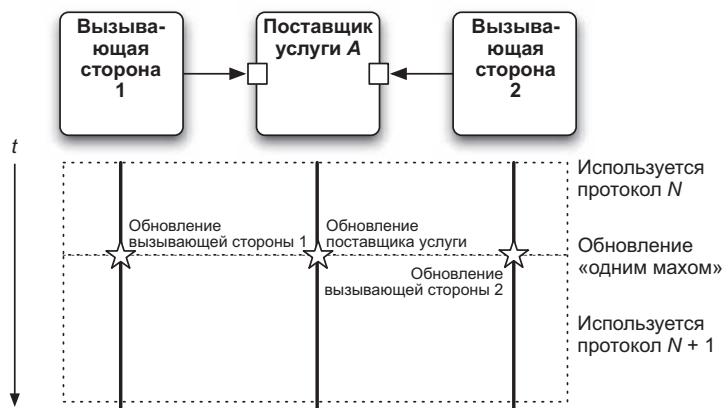 Вызыва-
ющая
сторона
1
Поставщик
услуги A
Вызыва-
ющая
сторона
2
t
Используется
протокол N
Обновление
вызывающей стороны 1
Обновление
поставщика услуги
Обновление
вызывающей стороны 2
Обновление
«одним махом»
Используется
протокол N + 1